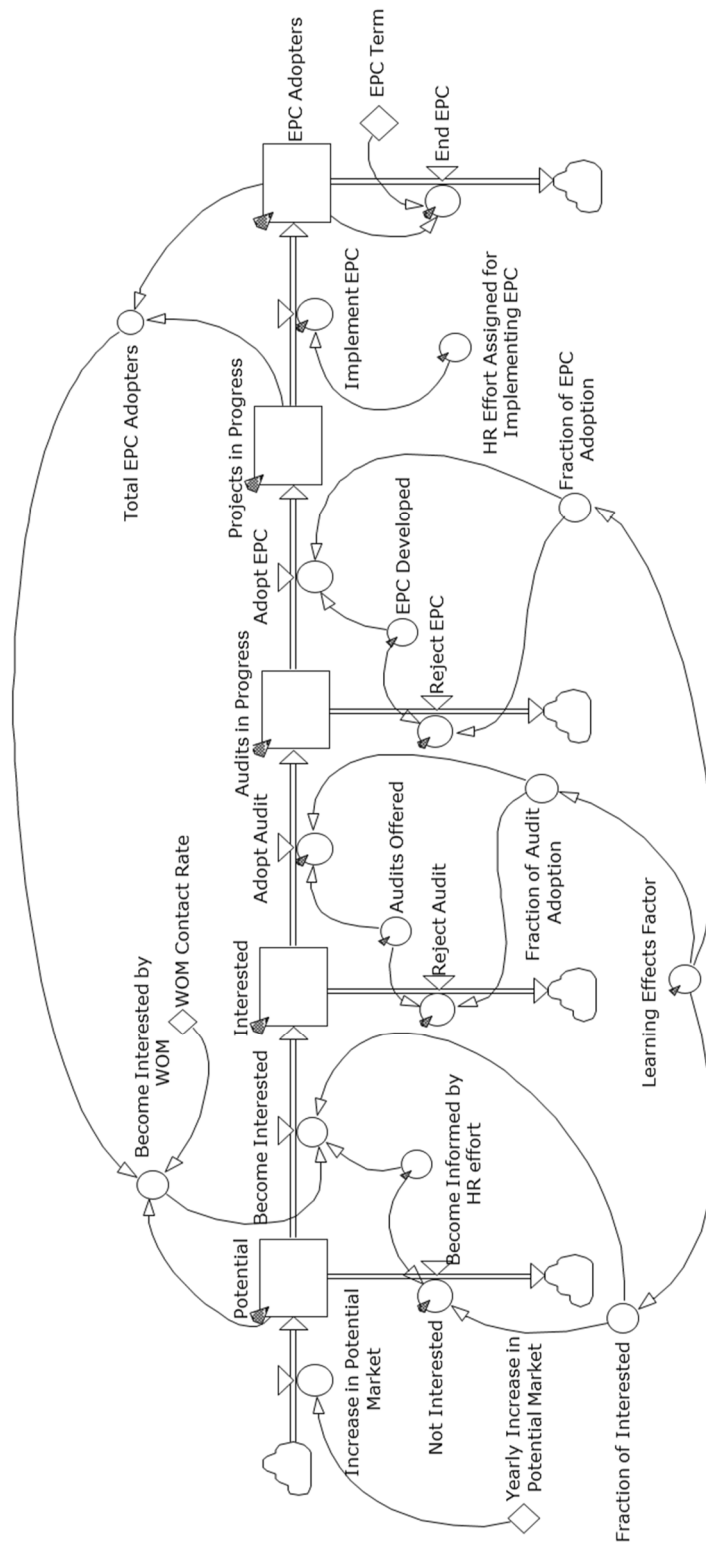 Total EPC Adopters
EPC Adopters
Become Interested by
WOM
WOM Contact Rate
Potential
Become Interested
Interested
Adopt Audit
Audits in Progress
Adopt EPC
Projects in Progress
Implement EPC
EPC Term
End EPC
Increase in Potential
Market
Not Interested
Become Informed by
HR effort
Audits Offered
Reject Audit
EPC Developed
Reject EPC
HR Effort Assigned for
Implementing EPC
Yearly Increase in
Potential Market
Fraction of Interested
Fraction of Audit
Adoption
Fraction of EPC
Adoption
Learning Effects Factor